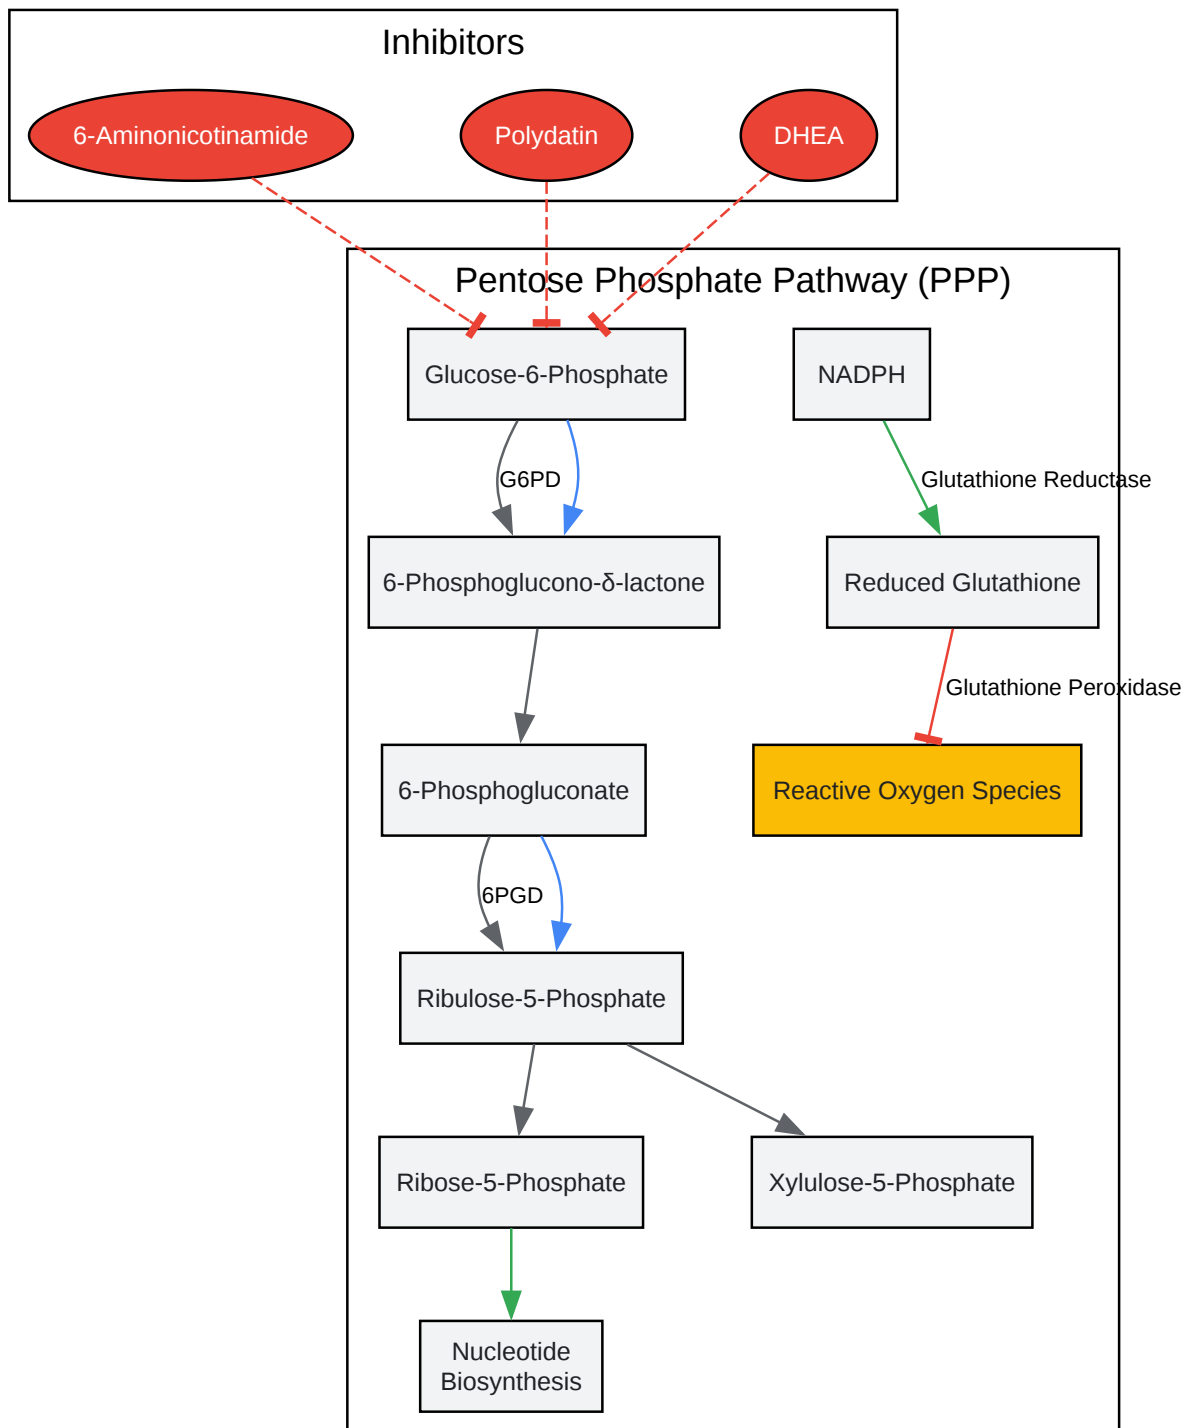 Inhibitors
6-Aminonicotinamide
Polydatin
DHEA
Pentose Phosphate Pathway (PPP)
Glucose-6-Phosphate
NADPH
G6PD
Glutathione Reductase
6-Phosphoglucono-δ-lactone
Reduced Glutathione
Glutathione Peroxidase
6-Phosphogluconate
Reactive Oxygen Species
6PGD
Ribulose-5-Phosphate
Ribose-5-Phosphate
Xylulose-5-Phosphate
Nucleotide
Biosynthesis